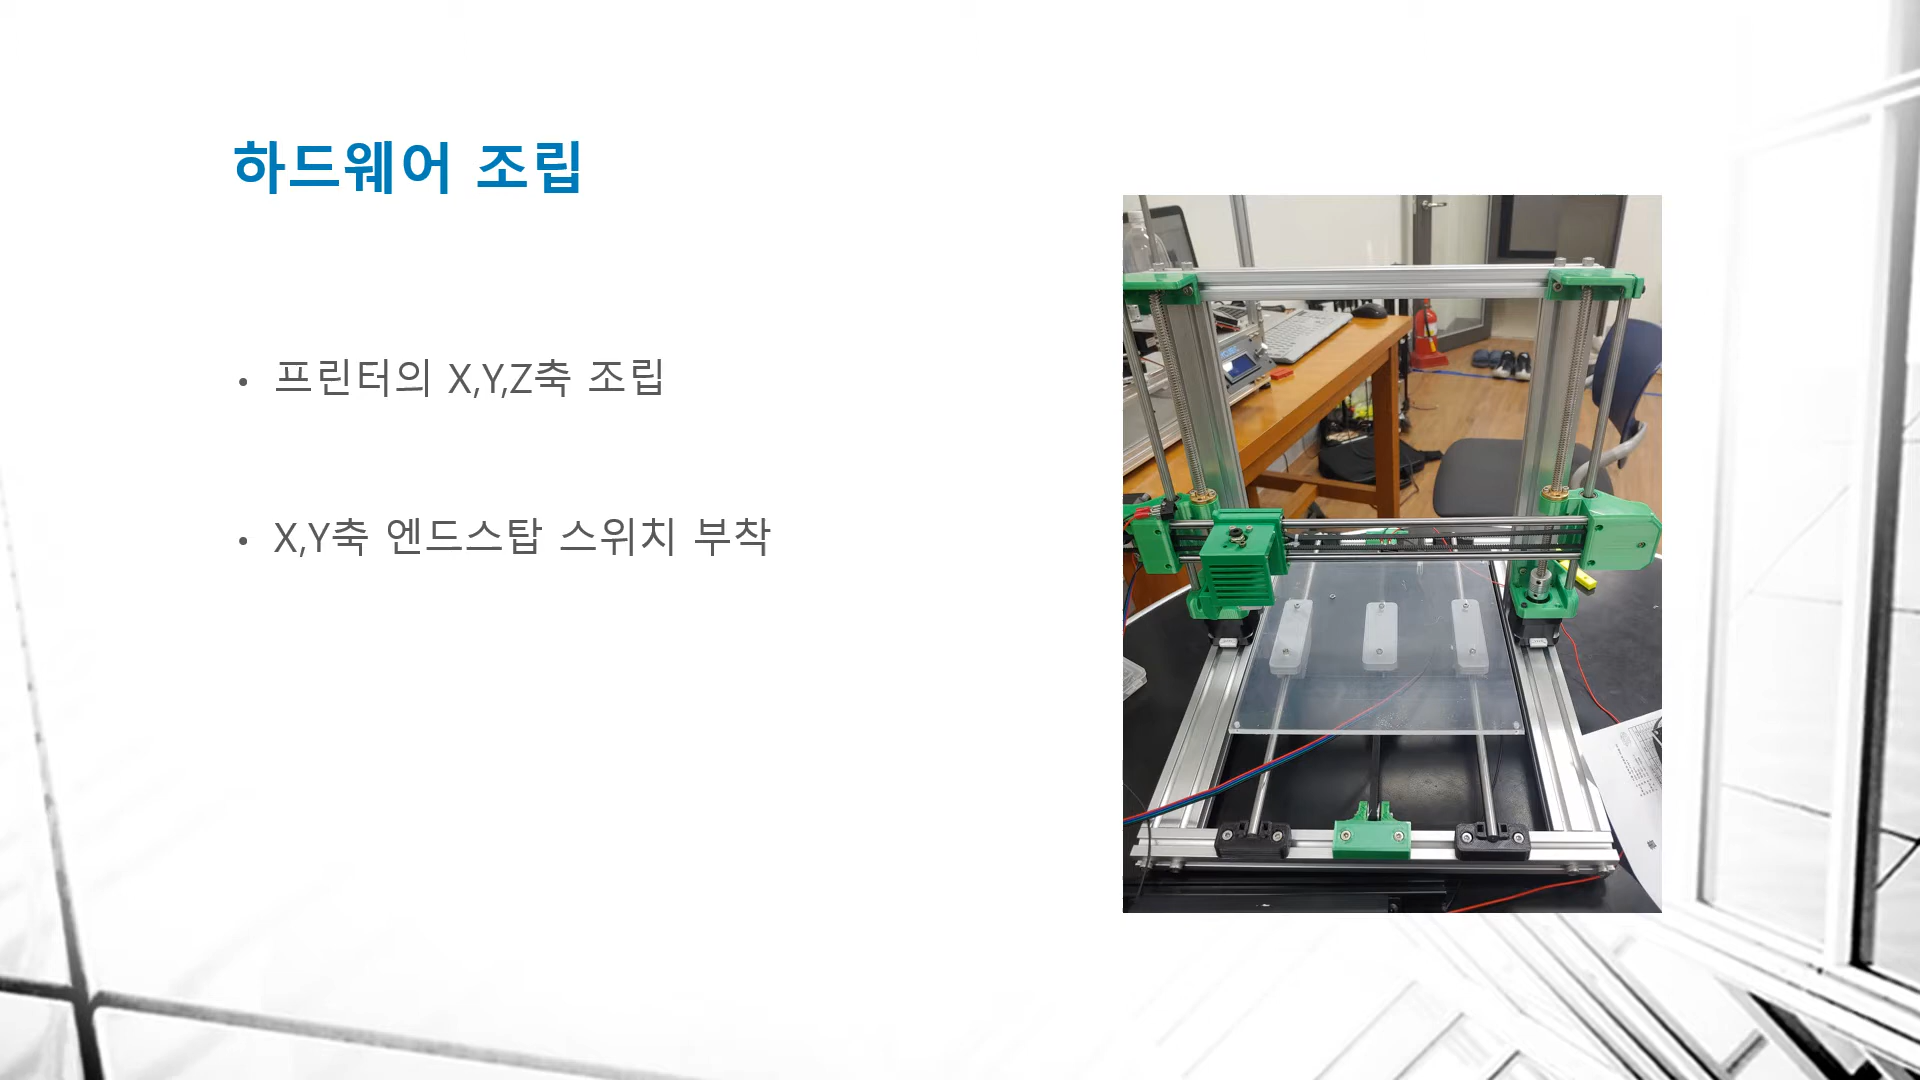 하드웨어 조립
• 프린터의 X,Y,Z축 조립
• X,Y축 엔드스탑 스위치 부착